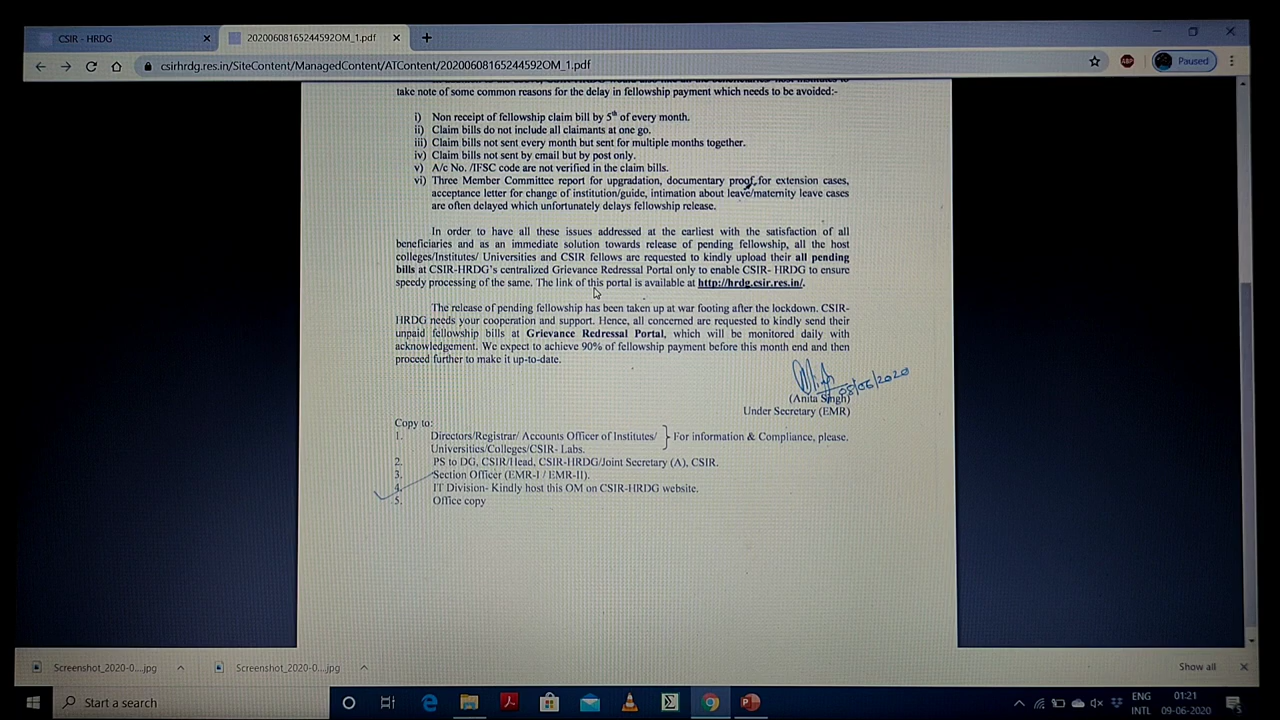 CSIR - HRDG
20200608165244592OM_1.pdf
csirhrdg.res.in/SiteContent/ManagedContent/ATContent/20200608165244592OM_1.pdf
ABP
Paused
take note of some common reasons for the delay in fellowship payment which needs to be avoided:-
i) Non receipt of fellowship claim bill by 5th of every month.
ii) Claim bills do not include all claimants at one go.
iii) Claim bills not sent every month but sent for multiple months together.
iv) Claim bills not sent by email but by post only.
v) A/c No. /IFSC code are not verified in the claim bills.
vi) Three Member Committee report for upgradation, documentary proof for extension cases,
acceptance letter for change of institution/guide, intimation about leave/maternity leave cases
are often delayed which unfortunately delays fellowship release.
In order to have all these issues addressed at the earliest with the satisfaction of all
beneficiaries and as an immediate solution towards release of pending fellowship, all the host
colleges/Institutes/ Universities and CSIR fellows are requested to kindly upload their all pending
bills at CSIR-HRDG's centralized Grievance Redressal Portal only to enable CSIR- HRDG to ensure
speedy processing of the same. The link of this portal is available at http://hrdg.csir.res.in/.
The release of pending fellowship has been taken up at war footing after the lockdown. CSIR-
HRDG needs your cooperation and support. Hence, all concerned are requested to kindly send their
unpaid fellowship bills at Grievance Redressal Portal, which will be monitored daily with
acknowledgement. We expect to achieve 90% of fellowship payment before this month end and then
proceed further to make it up-to-date.
08/06/2020
(Anita Singh)
Under Secretary (EMR)
Copy to:
1. Directors/Registrar/ Accounts Officer of Institutes/ For information & Compliance, please.
Universities/Colleges/CSIR- Labs.
2. PS to DG, CSIR/Head, CSIR-HRDG/Joint Secretary (A), CSIR.
3. Section Officer (EMR-I / EMR-II).
4. IT Division- Kindly host this OM on CSIR-HRDG website.
5. Office copy
Screenshot_2020-0....jpg
Screenshot_2020-0....jpg
Show all
Start a search
ENG
INTL
01:21
09-06-2020